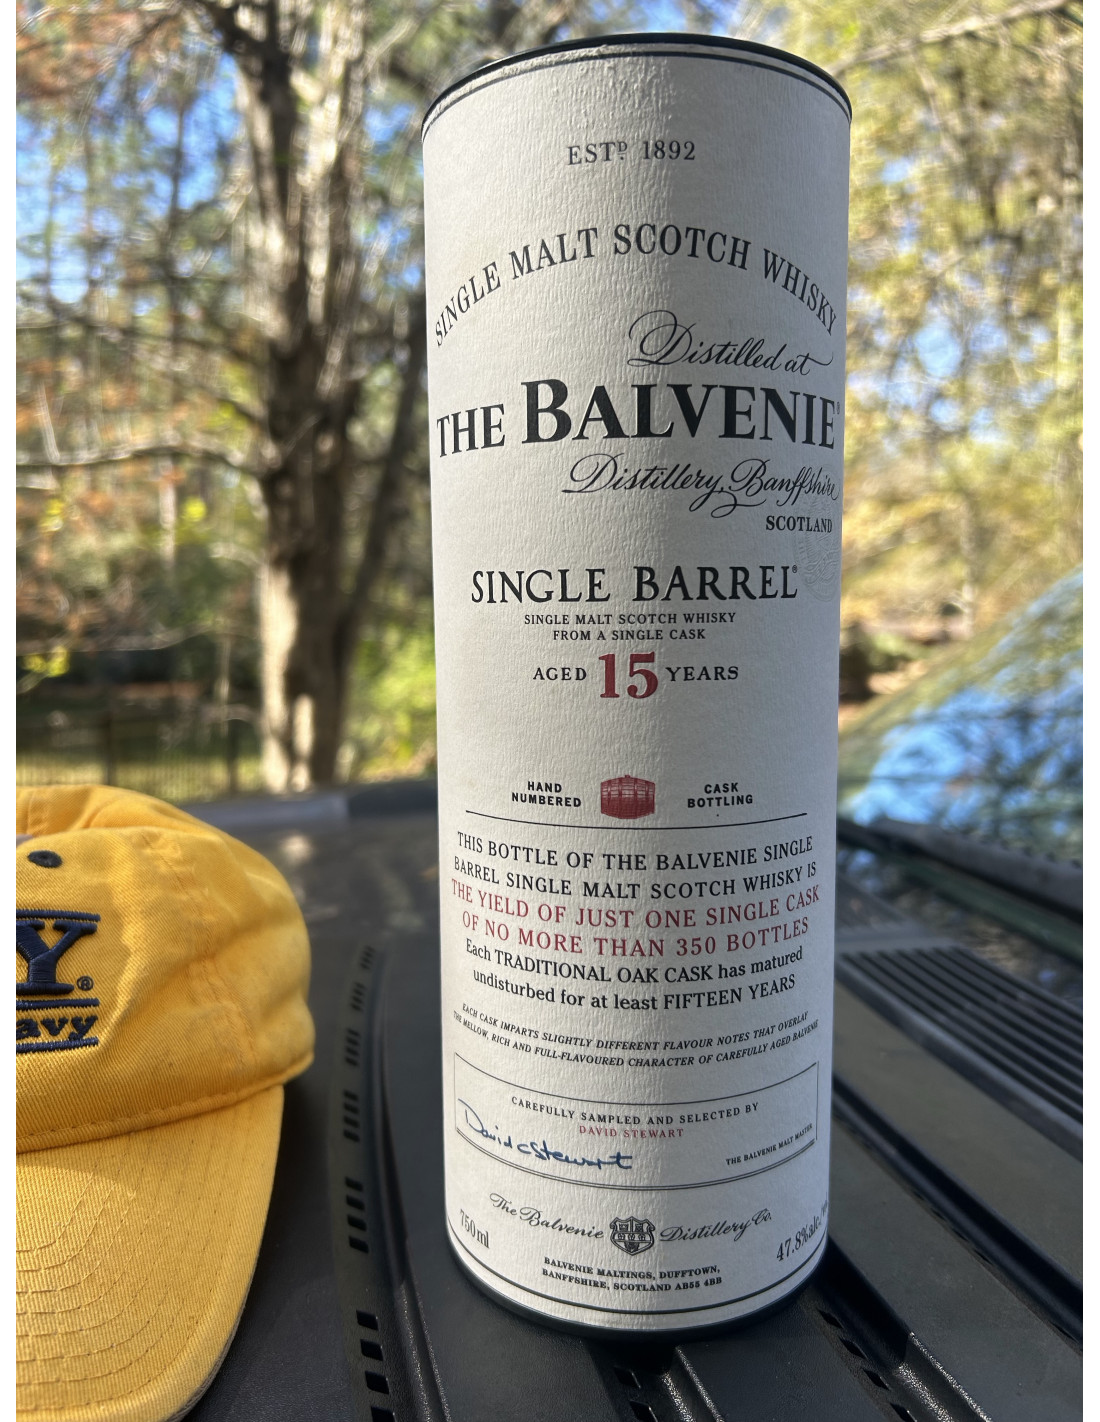 ESTD 1892
SINGLE MALT SCOTCH WHISKY
Distilled at
THE BALVENIE®
Distillery, Banffshire
SCOTLAND
SINGLE BARREL®
SINGLE MALT SCOTCH WHISKY
FROM A SINGLE CASK
AGED 15 YEARS
HAND NUMBERED
CASK BOTTLING
THIS BOTTLE OF THE BALVENIE SINGLE
BARREL SINGLE MALT SCOTCH WHISKY IS
THE YIELD OF JUST ONE SINGLE CASK
OF NO MORE THAN 350 BOTTLES
Each TRADITIONAL OAK CASK has matured
undisturbed for at least FIFTEEN YEARS
EACH CASK IMPARTS SLIGHTLY DIFFERENT FLAVOUR NOTES THAT OVERLAY
THE MELLOW, RICH AND FULL-FLAVOURED CHARACTER OF CAREFULLY AGED BALVENIE
CAREFULLY SAMPLED AND SELECTED BY
DAVID STEWART
David C Stewart
THE BALVENIE MALT MASTER
The Balvenie Distillery Co.
750ml
47.8%alc./
BALVENIE MALTINGS, DUFFTOWN,
BANFFSHIRE, SCOTLAND AB55 4BB
Y®
avy